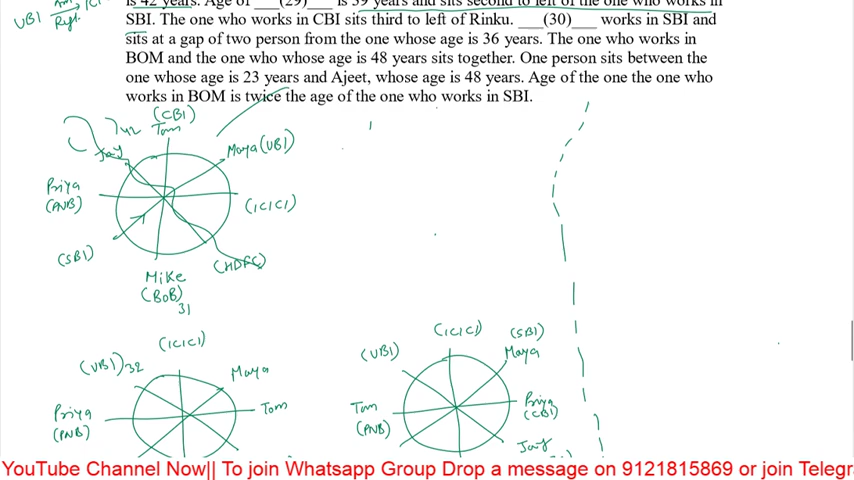 is 42 years. Age of ___(29)___ is 39 years and sits second to left of the one who works in
SBI. The one who works in CBI sits third to left of Rinku. ___(30)___ works in SBI and
sits at a gap of two person from the one whose age is 36 years. The one who works in
BOM and the one who whose age is 48 years sits together. One person sits between the
one whose age is 23 years and Ajeet, whose age is 48 years. Age of the one the one who
works in BOM is twice the age of the one who works in SBI.
UBI
Right
(CBI)
42 Tom
Jay
Maya (UBI)
Priya
(PNB)
(ICICI)
(SBI)
(HDFC)
Mike
(BOB)
31
(ICICI)
(UBI) 32
Maya
Priya
(PNB)
Tom
(ICICI)
(SBI)
Maya
(UBI)
Tom
(PNB)
Priya
(CBI)
Jay
YouTube Channel Now|| To join Whatsapp Group Drop a message on 9121815869 or join Telegr